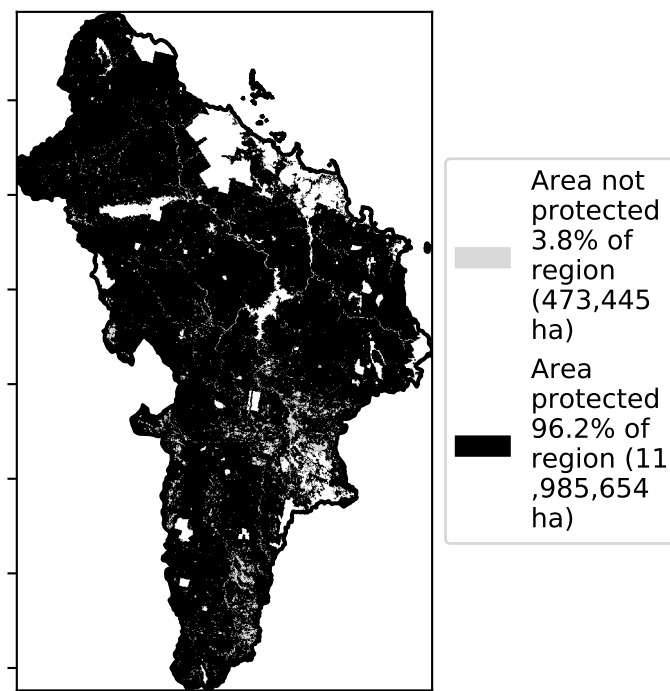 Area not
protected
3.8% of
region
(473,445
ha)
Area
protected
96.2% of
region (11
,985,654
ha)